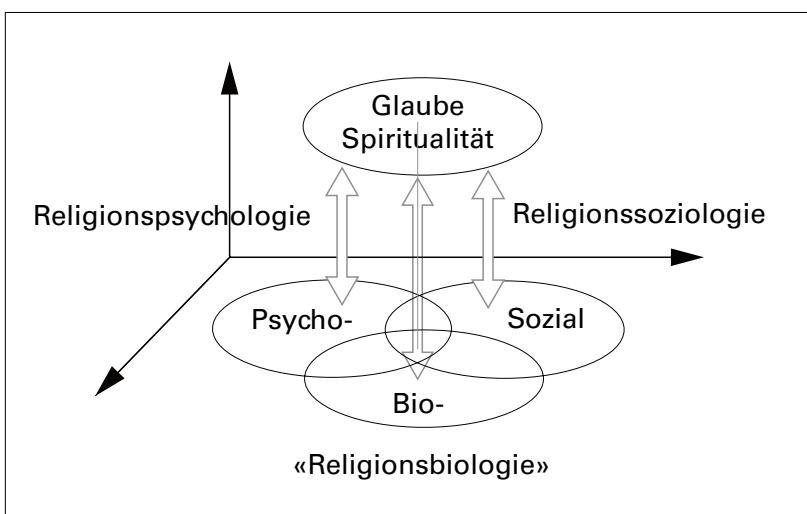 Glaube
Spiritualität
Religionspsychologie
Religionssoziologie
Psycho-
Sozial
Bio-
«Religionsbiologie»